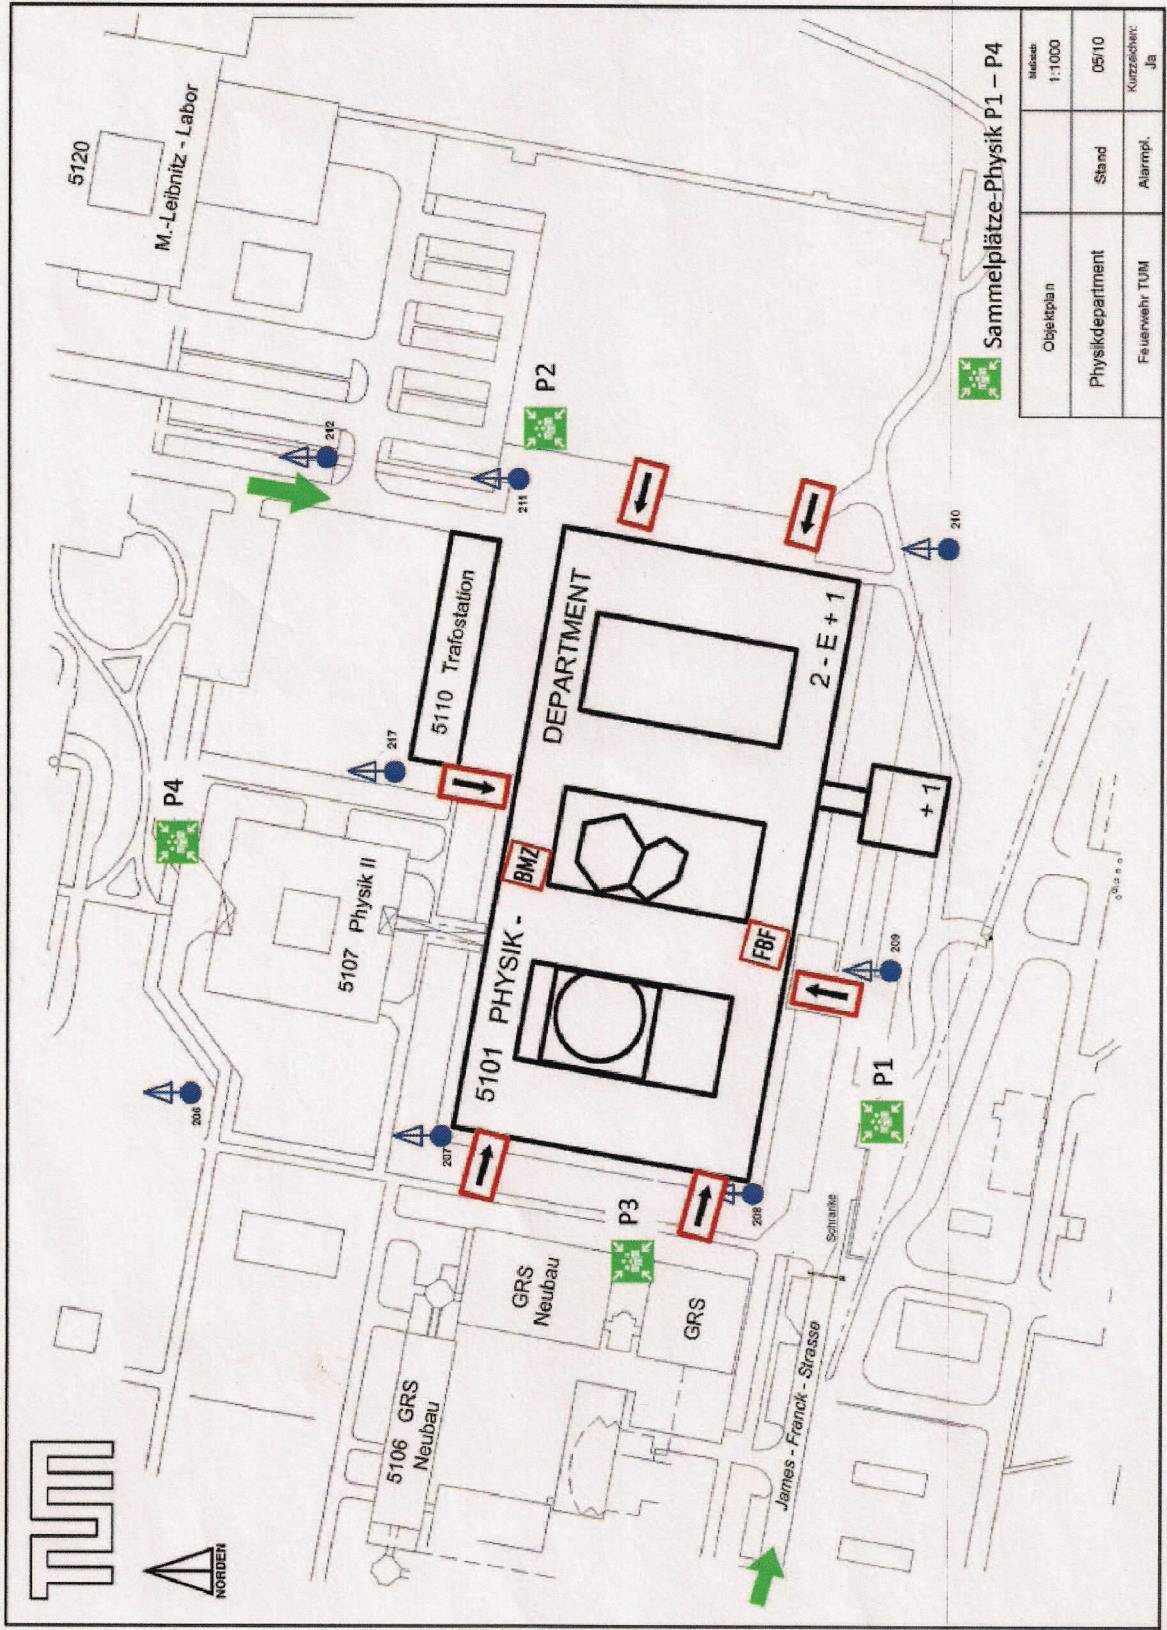 TUM
NORDEN
5120
M.-Leibnitz - Labor
212
211
P2
210
5110 Trafostation
217
P4
5107 Physik II
206
207
BMZ
5101 PHYSIK -
DEPARTMENT
2 - E + 1
+ 1
FBF
209
P1
208
P3
GRS
Neubau
GRS
5106 GRS
Neubau
Schranke
James - Franck - Strasse
Sammelplätze-Physik P1 – P4
Objektplan
Maßstab:
1:1000
Physikdepartment
Stand
05/10
Feuerwehr TUM
Alarmpl.
Kurzzeichen:
Ja